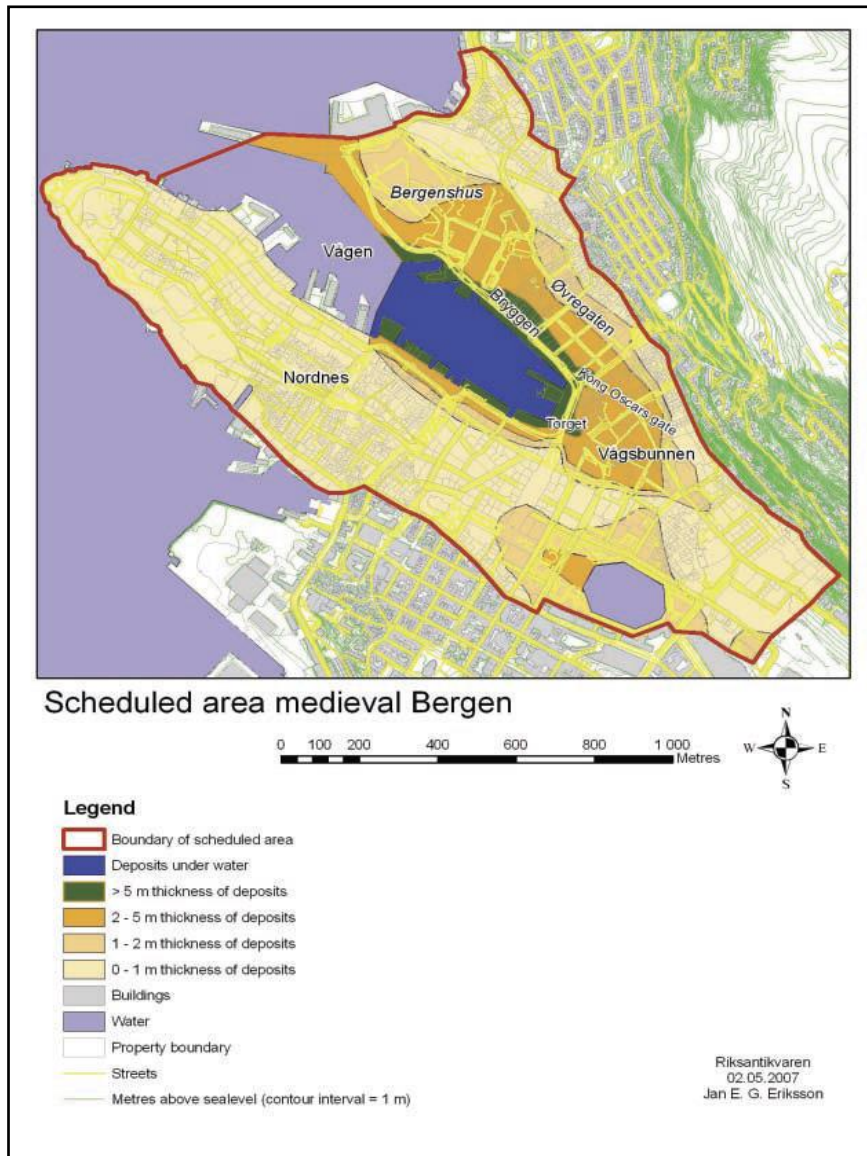 Bergenshus
Vågen
Bryggen
Øvregaten
Nordnes
Kong Oscars gate
Torget
Vågsbunnen
Scheduled area medieval Bergen
0 100 200 400 600 800 1 000
Metres
N
W E
S
Legend
Boundary of scheduled area
Deposits under water
> 5 m thickness of deposits
2 - 5 m thickness of deposits
1 - 2 m thickness of deposits
0 - 1 m thickness of deposits
Buildings
Water
Property boundary
Streets
Metres above sealevel (contour interval = 1 m)
Riksantikvaren
02.05.2007
Jan E. G. Eriksson